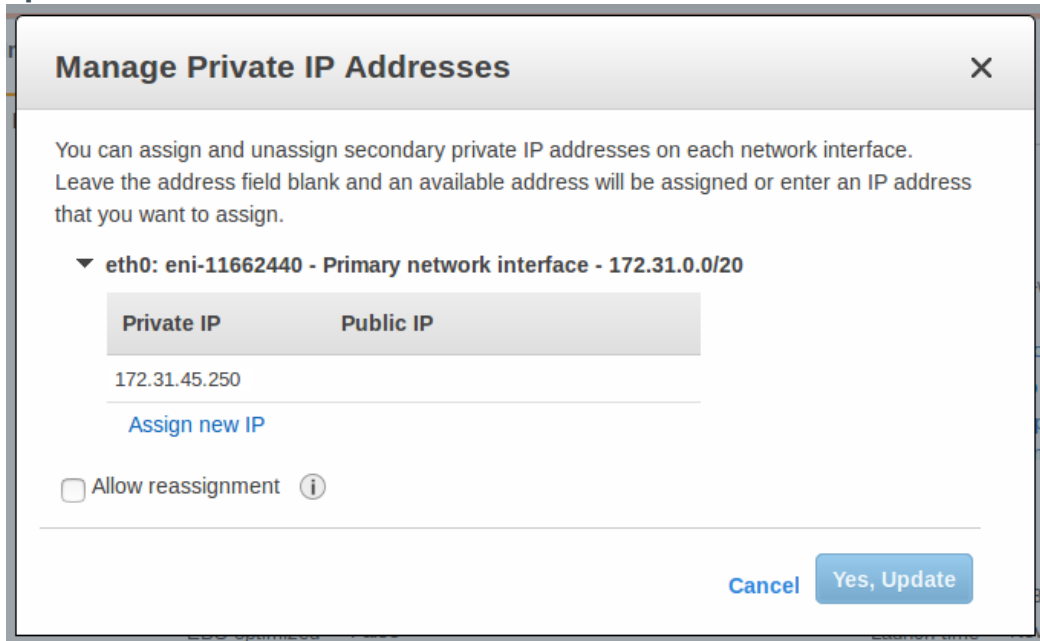 Manage Private IP Addresses
You can assign and unassign secondary private IP addresses on each network interface.
Leave the address field blank and an available address will be assigned or enter an IP address
that you want to assign.
eth0: eni-11662440 - Primary network interface - 172.31.0.0/20
Private IP Public IP
172.31.45.250
Assign new IP
Allow reassignment
Cancel Yes, Update